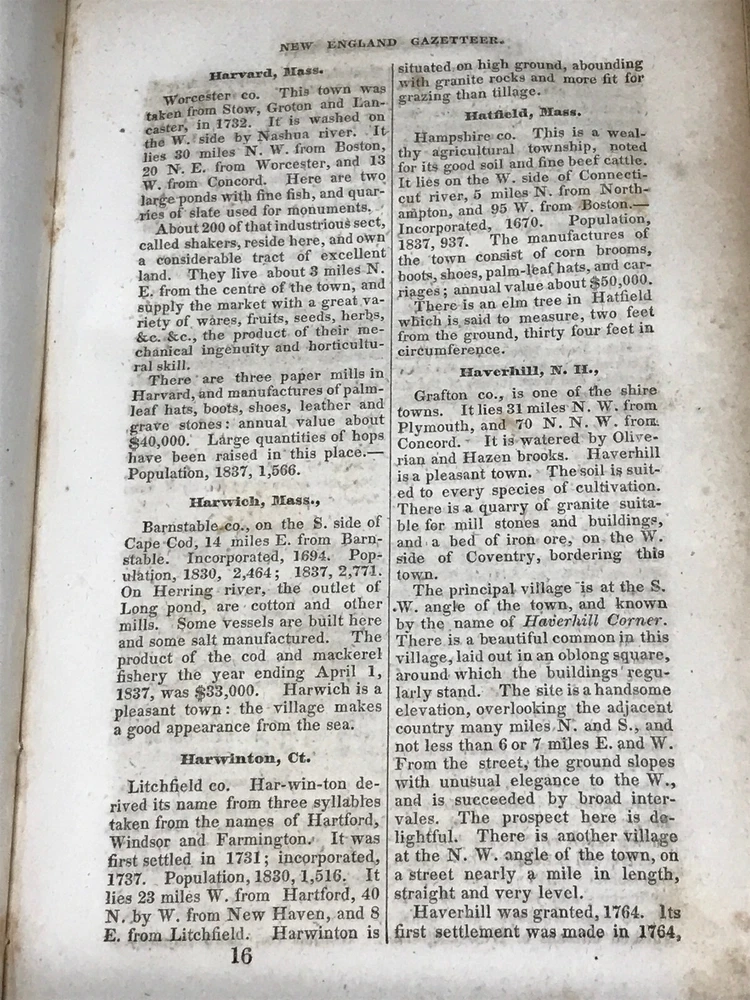 NEW ENGLAND GAZETTEER.
Harvard, Mass.
Worcester co. This town was
taken from Stow, Groton and Lan-
caster, in 1732. It is washed on
the W. side by Nashua river. It
lies 30 miles N. W. from Boston,
20 N. E. from Worcester, and 13
W. from Concord. Here are two
large ponds with fine fish, and quar-
ries of slate used for monuments.
About 200 of that industrious sect,
called shakers, reside here, and own
a considerable tract of excellent
land. They live about 3 miles N.
E. from the centre of the town, and
supply the market with a great va-
riety of wares, fruits, seeds, herbs,
&c. &c., the product of their me-
chanical ingenuity and horticultu-
ral skill.
There are three paper mills in
Harvard, and manufactures of palm-
leaf hats, boots, shoes, leather and
grave stones: annual value about
$40,000. Large quantities of hops
have been raised in this place.—
Population, 1837, 1,566.
Harwich, Mass.,
Barnstable co., on the S. side of
Cape Cod, 14 miles E. from Barn-
stable. Incorporated, 1694. Pop-
ulation, 1830, 2,464; 1837, 2,771.
On Herring river, the outlet of
Long pond, are cotton and other
mills. Some vessels are built here
and some salt manufactured. The
product of the cod and mackerel
fishery the year ending April 1,
1837, was $33,000. Harwich is a
pleasant town: the village makes
a good appearance from the sea.
Harwinton, Ct.
Litchfield co. Har-win-ton de-
rived its name from three syllables
taken from the names of Hartford,
Windsor and Farmington. It was
first settled in 1731; incorporated,
1737. Population, 1830, 1,516. It
lies 23 miles W. from Hartford, 40
N. by W. from New Haven, and 8
E. from Litchfield. Harwinton is
16
situated on high ground, abounding
with granite rocks and more fit for
grazing than tillage.
Hatfield, Mass.
Hampshire co. This is a weal-
thy agricultural township, noted
for its good soil and fine beef cattle.
It lies on the W. side of Connecti-
cut river, 5 miles N. from North-
ampton, and 95 W. from Boston.—
Incorporated, 1670. Population,
1837, 937. The manufactures of
the town consist of corn brooms,
boots, shoes, palm-leaf hats, and car-
riages; annual value about $50,000.
There is an elm tree in Hatfield
which is said to measure, two feet
from the ground, thirty four feet in
circumference.
Haverhill, N. H.,
Grafton co., is one of the shire
towns. It lies 31 miles N. W. from
Plymouth, and 70 N. N. W. from
Concord. It is watered by Olive-
rian and Hazen brooks. Haverhill
is a pleasant town. The soil is suit-
ed to every species of cultivation.
There is a quarry of granite suita-
ble for mill stones and buildings,
and a bed of iron ore, on the W.
side of Coventry, bordering this
town.
The principal village is at the S.
W. angle of the town, and known
by the name of Haverhill Corner.
There is a beautiful common in this
village, laid out in an oblong square,
around which the buildings regu-
larly stand. The site is a handsome
elevation, overlooking the adjacent
country many miles N. and S., and
not less than 6 or 7 miles E. and W.
From the street, the ground slopes
with unusual elegance to the W.,
and is succeeded by broad inter-
vales. The prospect here is de-
lightful. There is another village
at the N. W. angle of the town, on
a street nearly a mile in length,
straight and very level.
Haverhill was granted, 1764. Its
first settlement was made in 1764,